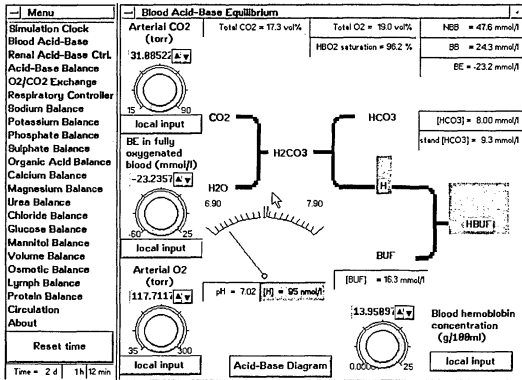 Menu
Simulation Clock
Blood Acid-Base
Renal Acid-Base Ctrl.
Acid-Base Balance
O2/CO2 Exchange
Respiratory Controller
Sodium Balance
Potassium Balance
Phosphate Balance
Sulphate Balance
Organic Acid Balance
Calcium Balance
Magnesium Balance
Urea Balance
Chloride Balance
Glucose Balance
Mannitol Balance
Volume Balance
Osmotic Balance
Lymph Balance
Protein Balance
Circulation
About
Reset time
Time = 2 d 1h 12 min
Blood Acid-Base Equilibrium
Arterial CO2
(torr)
31.88522
15 90
local input
BE in fully
oxygenated
blood (mmol/l)
-23.2357
-60 25
local input
Arterial O2
(torr)
117.7117
35 300
local input
Total CO2 = 17.3 vol%
Total O2 = 19.0 vol%
NBB = 47.6 mmol/l
HBO2 saturation = 96.2 %
BB = 24.3 mmol/l
BE = -23.2 mmol/l
CO2
HCO3
[HCO3] = 8.00 mmol/l
stand [HCO3] = 9.3 mmol/l
H2CO3
H
H2O
6.90 7.90
HBUF
BUF
[BUF] = 16.3 mmol/l
pH = 7.02
[H] = 95 nmol/l
13.95897
0.0000 25
Blood hemoblobin
concentration
(g/100ml)
local input
Acid-Base Diagram